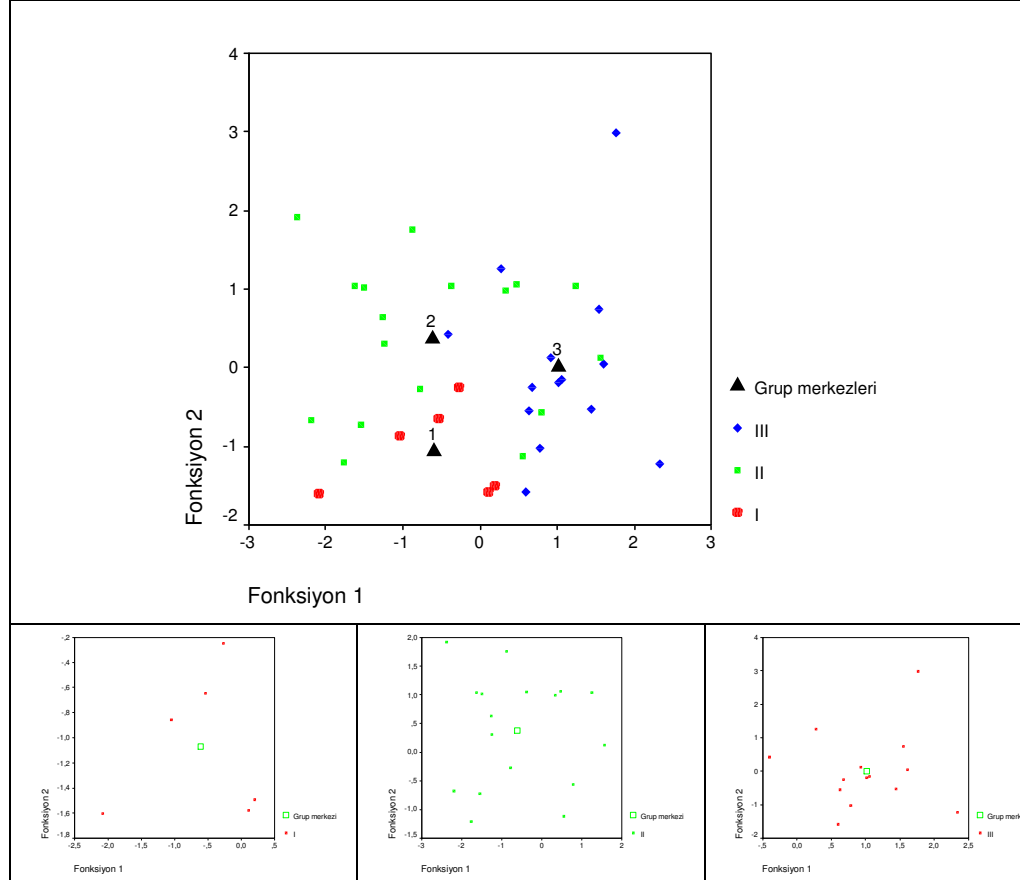 4
3
2
1
0
-1
-2
-3 -2 -1 0 1 2 3
Fonksiyon 2
Fonksiyon 1
2
3
1
Grup merkezleri
III
II
I
-,2
-,4
-,6
-,8
-1,0
-1,2
-1,4
-1,6
-1,8
-2,5 -2,0 -1,5 -1,0 -,5 0,0 ,5
Fonksiyon 2
Fonksiyon 1
Grup merkezi
I
2,0
1,5
1,0
,5
0,0
-,5
-1,0
-1,5
-3 -2 -1 0 1 2
Fonksiyon 2
Fonksiyon 1
Grup merkezi
II
4
3
2
1
0
-1
-2
-,5 0,0 ,5 1,0 1,5 2,0 2,5
Fonksiyon 2
Fonksiyon 1
Grup merk
III